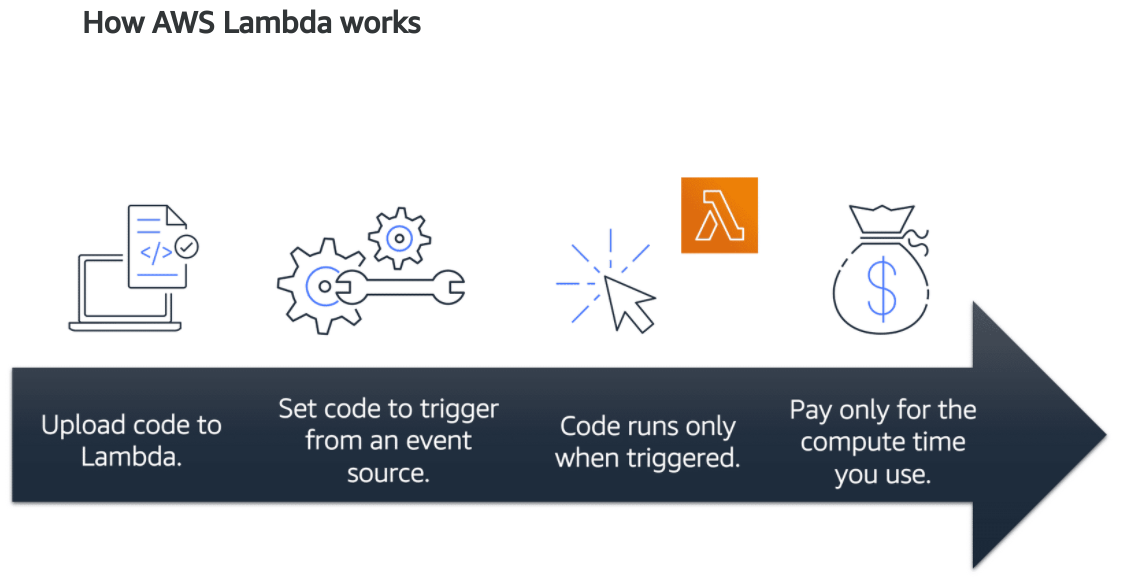 How AWS Lambda works
</>
$
Upload code to
Lambda.
Set code to trigger
from an event
source.
Code runs only
when triggered.
Pay only for the
compute time
you use.